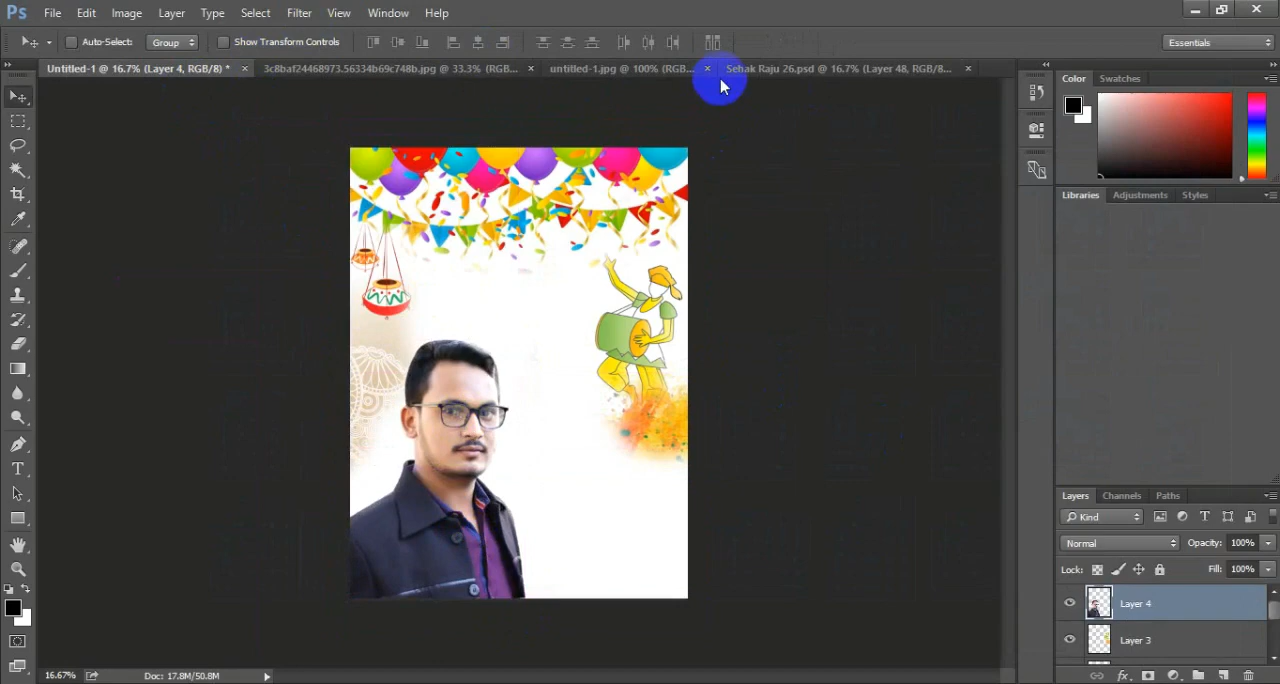 Ps File Edit Image Layer Type Select Filter View Window Help
Auto-Select: Group Show Transform Controls Essentials
Untitled-1 @ 16.7% (Layer 4, RGB/8) * × 3c8baf24468973.56334b69c748b.jpg @ 33.3% (RGB... × untitled-1.jpg @ 100% (RGB... × Sebak Raju 26.psd @ 16.7% (Layer 48, RGB/8... ×
Color Swatches
Libraries Adjustments Styles
Layers Channels Paths
Kind
Normal Opacity: 100%
Lock: Fill: 100%
Layer 4
Layer 3
16.67% Doc: 17.8M/50.8M